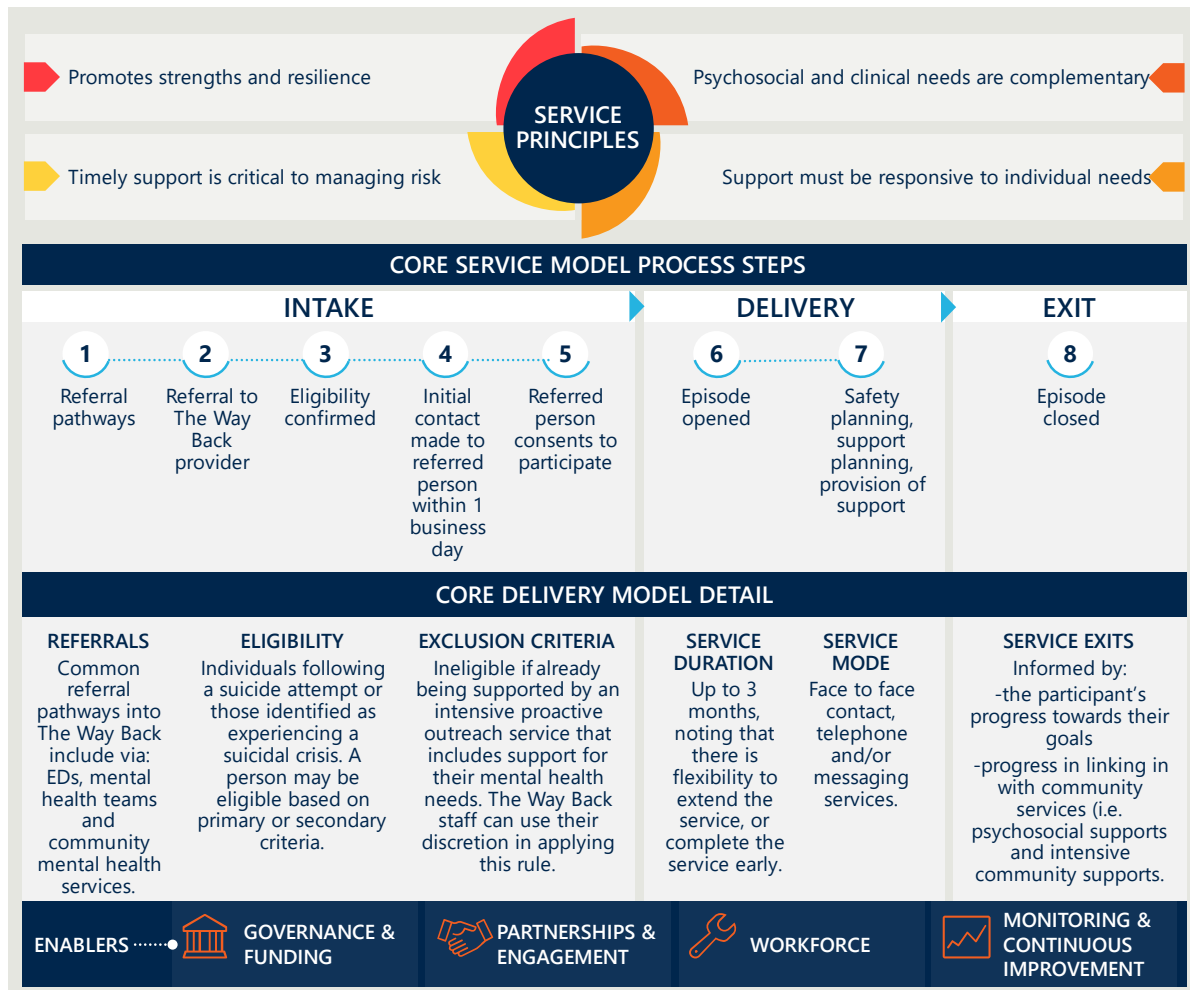 Promotes strengths and resilience
Psychosocial and clinical needs are complementary
SERVICE
PRINCIPLES
Timely support is critical to managing risk
Support must be responsive to individual needs
CORE SERVICE MODEL PROCESS STEPS
INTAKE
DELIVERY
EXIT
1
Referral
pathways
2
Referral to
The Way
Back
provider
3
Eligibility
confirmed
4
Initial
contact
made to
referred
person
within 1
business
day
5
Referred
person
consents to
participate
6
Episode
opened
7
Safety
planning,
support
planning,
provision of
support
8
Episode
closed
CORE DELIVERY MODEL DETAIL
REFERRALS
Common
referral
pathways into
The Way Back
include via:
EDs, mental
health teams
and
community
mental health
services.
ELIGIBILITY
Individuals following
a suicide attempt or
those identified as
experiencing a
suicidal crisis. A
person may be
eligible based on
primary or secondary
criteria.
EXCLUSION CRITERIA
Ineligible if already
being supported by an
intensive proactive
outreach service that
includes support for
their mental health
needs. The Way Back
staff can use their
discretion in applying
this rule.
SERVICE
DURATION
Up to 3
months,
noting that
there is
flexibility to
extend the
service, or
complete the
service early.
SERVICE
MODE
Face to face
contact,
telephone
and/or
messaging
services.
SERVICE EXITS
Informed by:
-the participant's
progress towards their
goals
-progress in linking in
with community
services (i.e.
psychosocial supports
and intensive
community supports.
ENABLERS
GOVERNANCE &
FUNDING
PARTNERSHIPS &
ENGAGEMENT
WORKFORCE
MONITORING &
CONTINUOUS
IMPROVEMENT